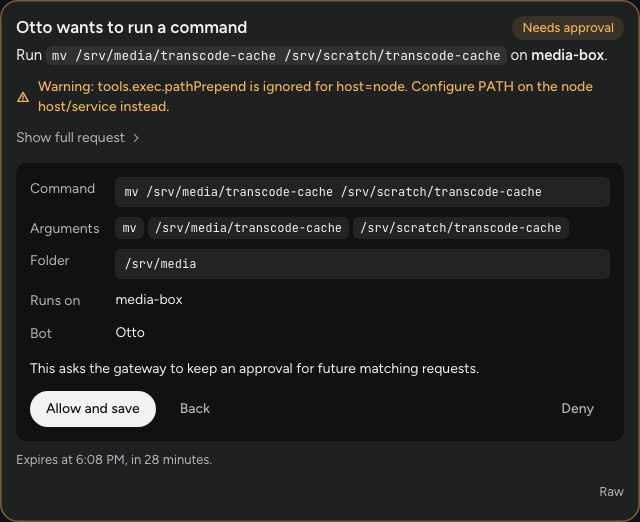 Otto wants to run a command
Needs approval
Run mv /srv/media/transcode-cache /srv/scratch/transcode-cache on media-box.
Warning: tools.exec.pathPrepend is ignored for host=node. Configure PATH on the node
host/service instead.
Show full request
Command mv /srv/media/transcode-cache /srv/scratch/transcode-cache
Arguments mv /srv/media/transcode-cache /srv/scratch/transcode-cache
Folder /srv/media
Runs on media-box
Bot Otto
This asks the gateway to keep an approval for future matching requests.
Allow and save Back Deny
Expires at 6:08 PM, in 28 minutes.
Raw